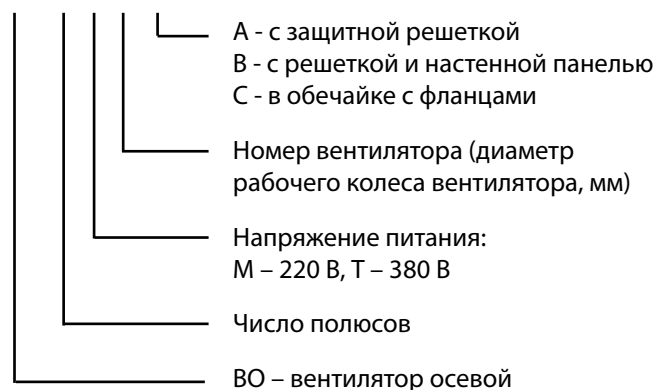 А - с защитной решеткой
В - с решеткой и настенной панелью
С - в обечайке с фланцами
Номер вентилятора (диаметр
рабочего колеса вентилятора, мм)
Напряжение питания:
М – 220 В, Т – 380 В
Число полюсов
ВО – вентилятор осевой